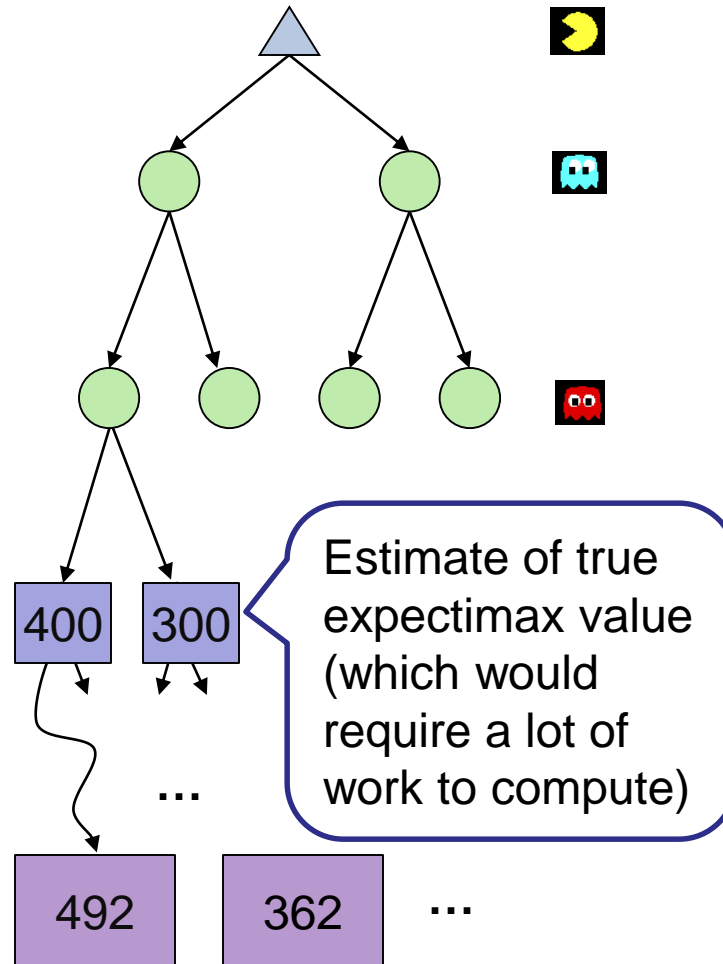 400 300
Estimate of true
expectimax value
(which would
require a lot of
work to compute)
...
492 362 ...